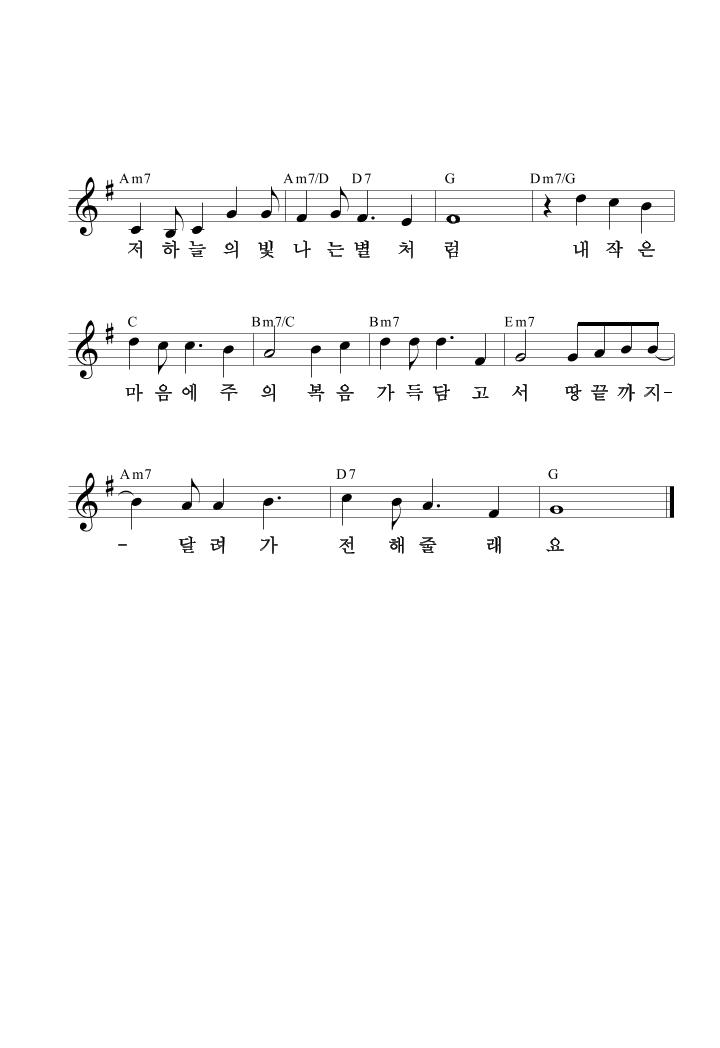 Am7 Am7/D D7 G Dm7/G
저 하늘의 빛 나 는별 처 럼 내 작 은
C Bm7/C Bm7 Em7
마 음에 주 의 복 음 가 득담 고 서 땅 끝 까 지-
Am7 D7 G
- 달 려 가 전 해줄 래 요